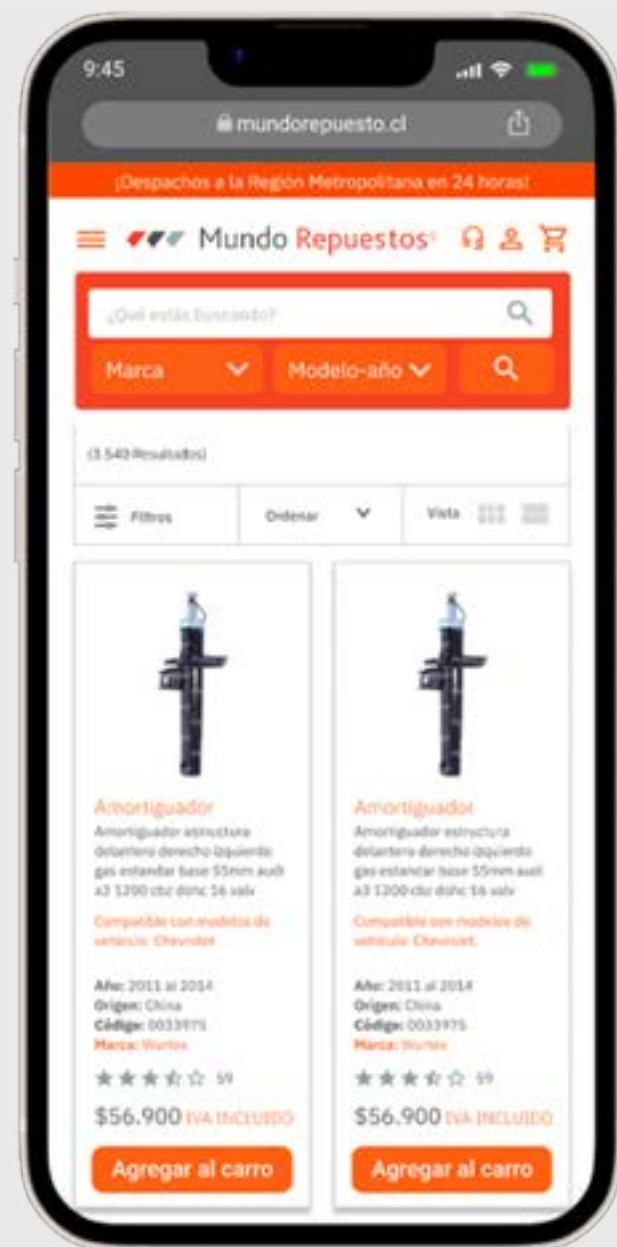 9:45
mundorepuesto.cl
¡Despachos a la Región Metropolitana en 24 horas!
Mundo Repuestos
¿Qué estás buscando?
Marca
Modelo-año
(3.540 Resultados)
Filtros
Ordenar
Vista
Amortiguador
Amortiguador estructura
delantero derecho izquierdo
gas estandar base 55mm audi
a3 1200 cbz dohc 16 valv
Compatible con modelos de
vehículo: Chevrolet
Año: 2011 al 2014
Origen: China
Código: 0033975
Marca: Wurtex
59
$56.900 IVA INCLUIDO
Agregar al carro
Amortiguador
Amortiguador estructura
delantero derecho izquierdo
gas estandar base 55mm audi
a3 1200 cbz dohc 16 valv
Compatible con modelos de
vehículo: Chevrolet.
Año: 2011 al 2014
Origen: China
Código: 0033975
Marca: Wurtex
59
$56.900 IVA INCLUIDO
Agregar al carro